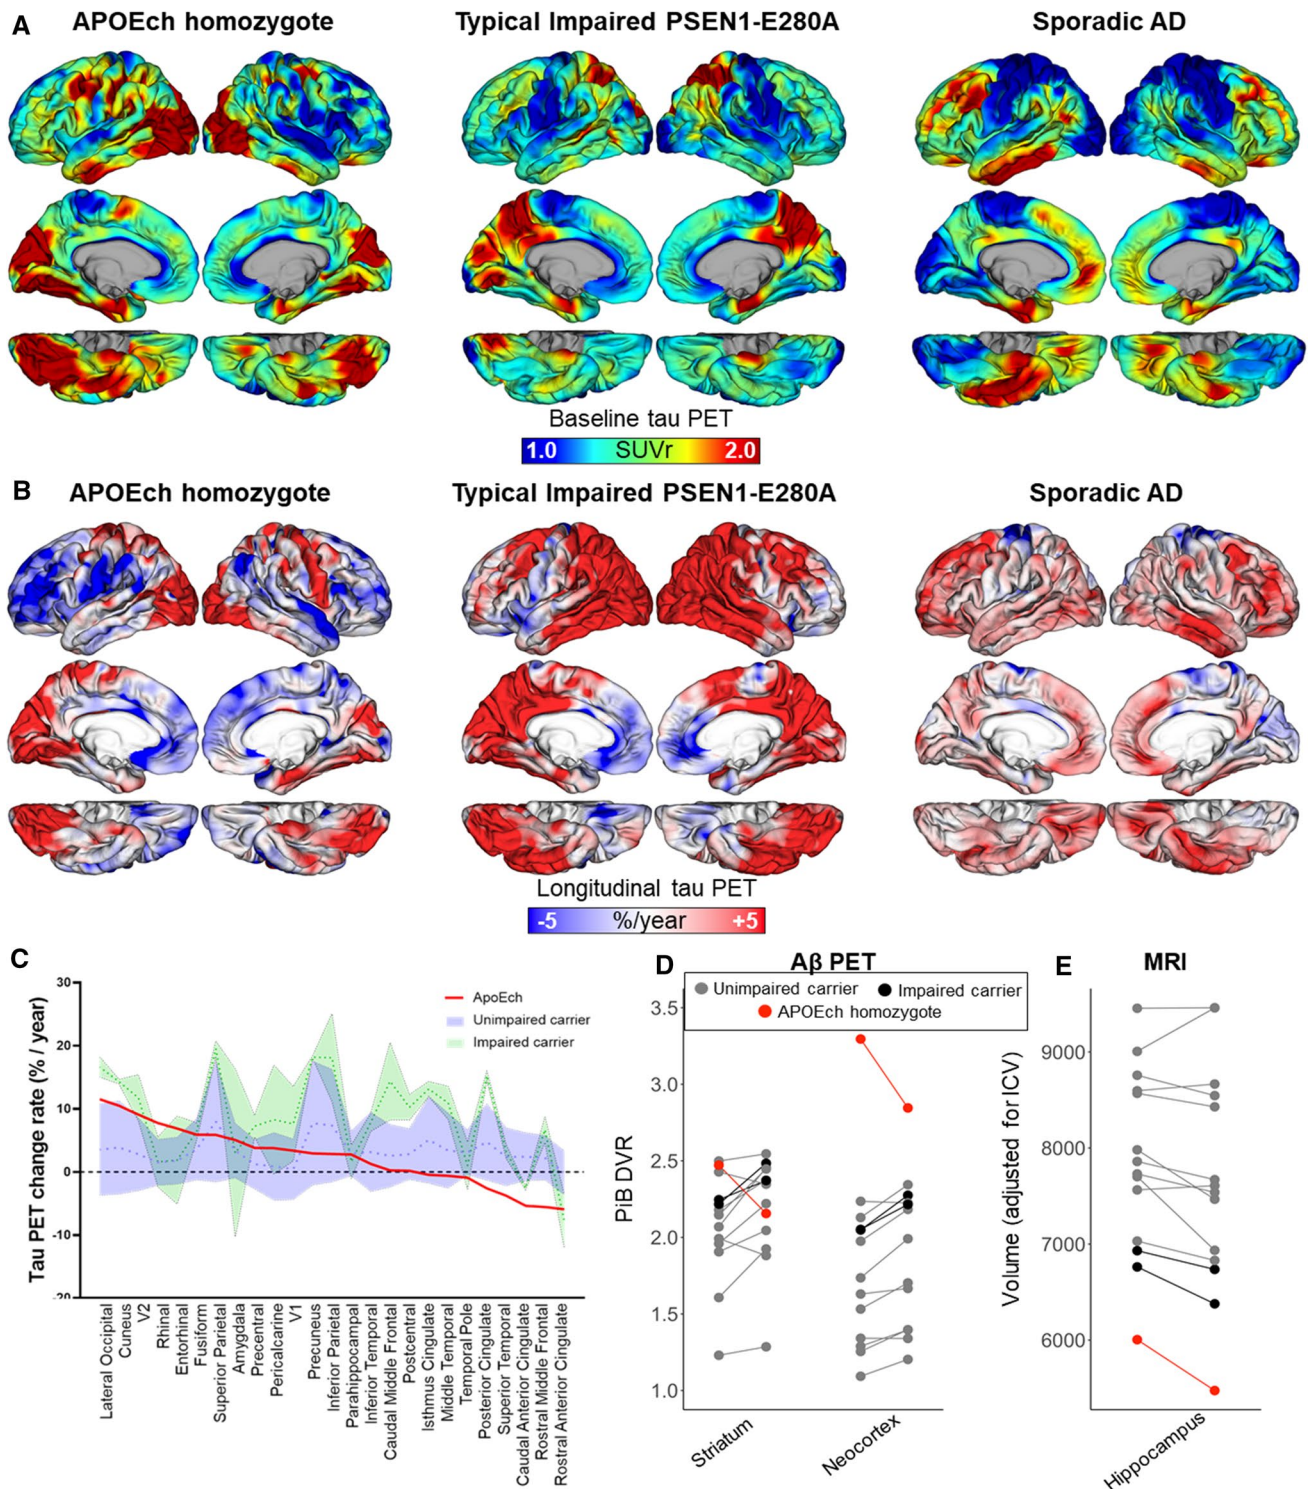 A
APOEch homozygote
Typical Impaired PSEN1-E280A
Sporadic AD
Baseline tau PET
1.0 SUVr 2.0
B
APOEch homozygote
Typical Impaired PSEN1-E280A
Sporadic AD
Longitudinal tau PET
-5 %/year +5
C
Tau PET change rate (% / year)
30
20
10
0
-10
-20
ApoEch
Unimpaired carrier
Impaired carrier
Lateral Occipital
Cuneus
V2
Rhinal
Entorhinal
Fusiform
Superior Parietal
Amygdala
Precentral
Pericalcarine
V1
Precuneus
Inferior Parietal
Parahippocampal
Inferior Temporal
Caudal Middle Frontal
Postcentral
Isthmus Cingulate
Middle Temporal
Temporal Pole
Posterior Cingulate
Superior Temporal
Caudal Anterior Cingulate
Rostral Middle Frontal
Rostral Anterior Cingulate
D
Aβ PET
Unimpaired carrier
Impaired carrier
APOEch homozygote
PiB DVR
3.5
3.0
2.5
2.0
1.5
1.0
Striatum
Neocortex
E
MRI
Volume (adjusted for ICV)
9000
8000
7000
6000
Hippocampus